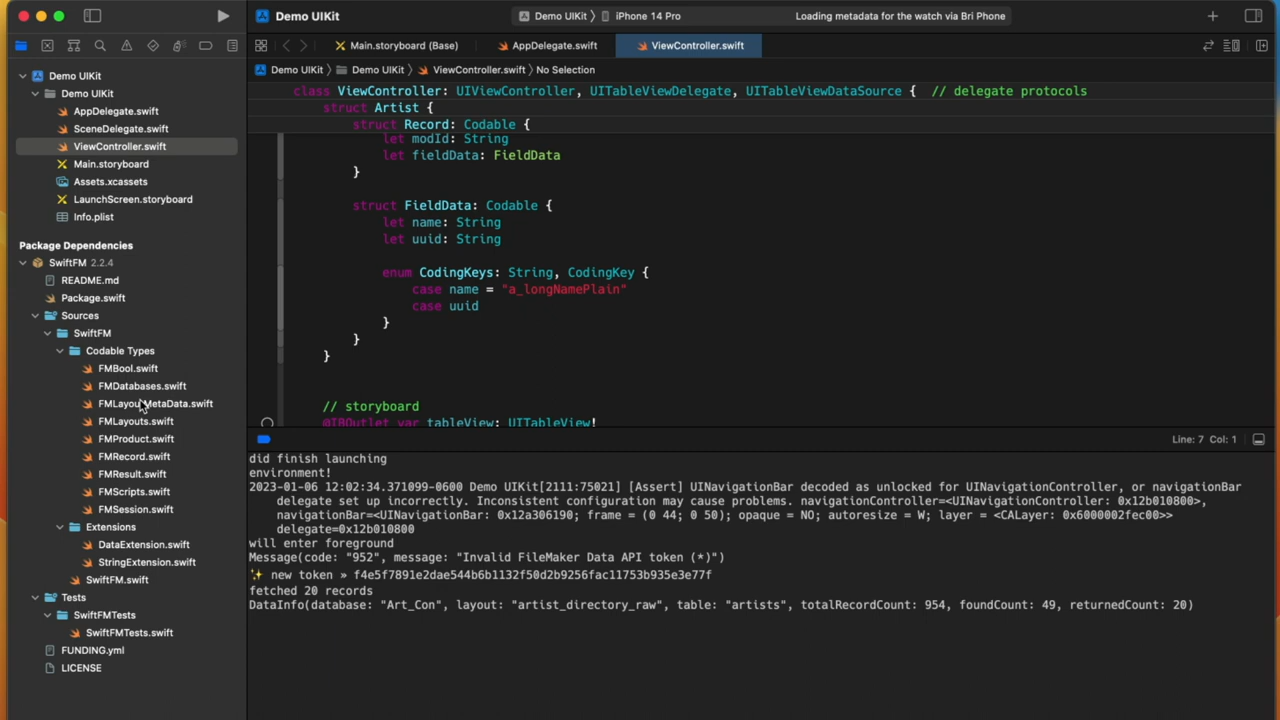 Demo UIKit
Demo UIKit 〉 iPhone 14 Pro
Loading metadata for the watch via Bri Phone
Main.storyboard (Base)
AppDelegate.swift
ViewController.swift
Demo UIKit 〉 Demo UIKit 〉 ViewController.swift 〉 No Selection
Demo UIKit
Demo UIKit
AppDelegate.swift
SceneDelegate.swift
ViewController.swift
Main.storyboard
Assets.xcassets
LaunchScreen.storyboard
Info.plist
Package Dependencies
SwiftFM 2.2.4
README.md
Package.swift
Sources
SwiftFM
Codable Types
FMBool.swift
FMDatabases.swift
FMLayoutMetaData.swift
FMLayouts.swift
FMProduct.swift
FMRecord.swift
FMResult.swift
FMScripts.swift
FMSession.swift
Extensions
DataExtension.swift
StringExtension.swift
SwiftFM.swift
Tests
SwiftFMTests
SwiftFMTests.swift
FUNDING.yml
LICENSE
class ViewController: UIViewController, UITableViewDelegate, UITableViewDataSource { // delegate protocols
struct Artist {
struct Record: Codable {
let modId: String
let fieldData: FieldData
}
struct FieldData: Codable {
let name: String
let uuid: String
enum CodingKeys: String, CodingKey {
case name = "a_longNamePlain"
case uuid
}
}
}
// storyboard
@IBOutlet var tableView: UITableView!
Line: 7 Col: 1
did finish launching
environment!
2023-01-06 12:02:34.371099-0600 Demo UIKit[2111:75021] [Assert] UINavigationBar decoded as unlocked for UINavigationController, or navigationBar
delegate set up incorrectly. Inconsistent configuration may cause problems. navigationController=<UINavigationController: 0x12b010800>,
navigationBar=<UINavigationBar: 0x12a306190; frame = (0 44; 0 50); opaque = NO; autoresize = W; layer = <CALayer: 0x6000002fec00>>
delegate=0x12b010800
will enter foreground
Message(code: "952", message: "Invalid FileMaker Data API token (*)")
✨ new token » f4e5f7891e2dae544b6b1132f50d2b9256fac11753b935e3e77f
fetched 20 records
DataInfo(database: "Art_Con", layout: "artist_directory_raw", table: "artists", totalRecordCount: 954, foundCount: 49, returnedCount: 20)